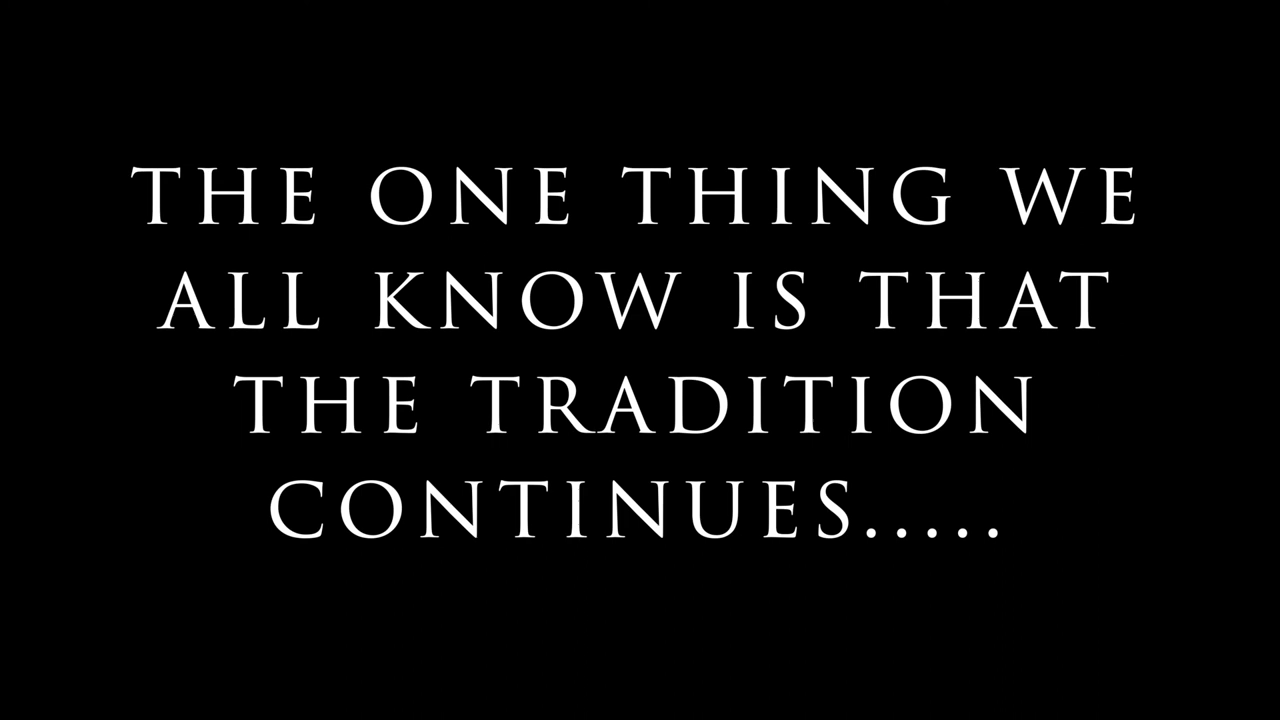 THE ONE THING WE
ALL KNOW IS THAT
THE TRADITION
CONTINUES.....